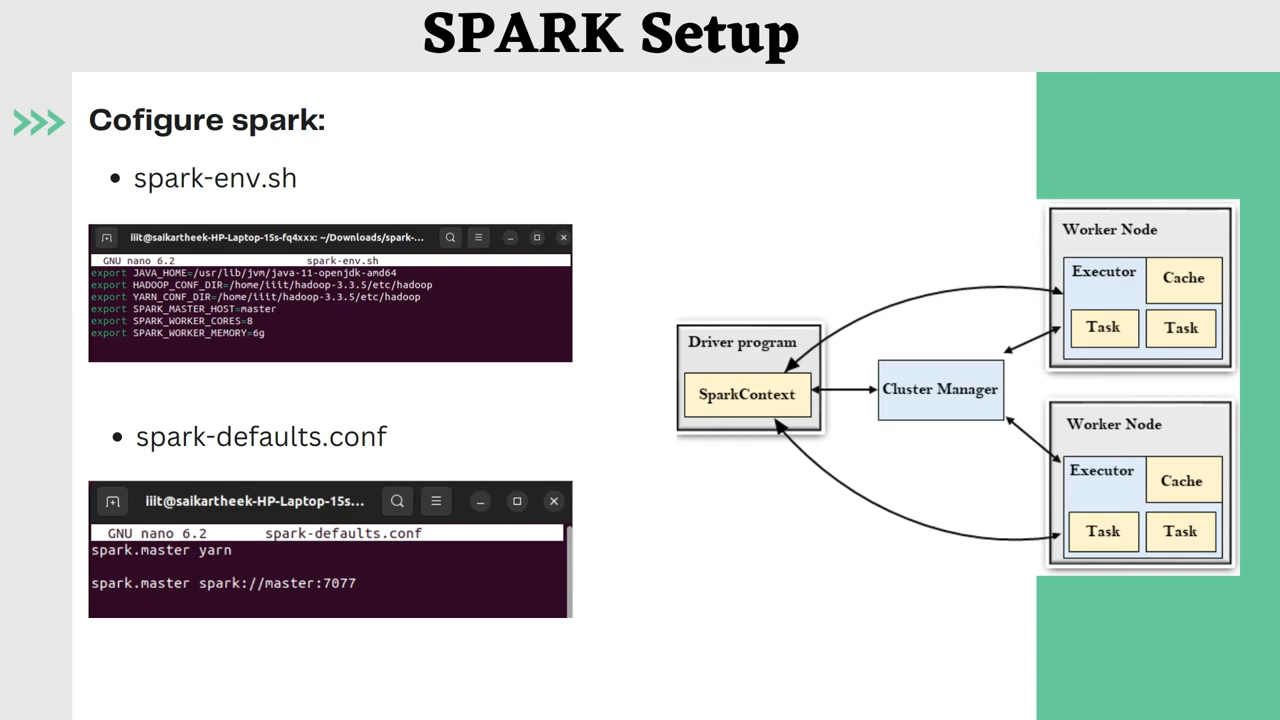 SPARK Setup
Cofigure spark:
• spark-env.sh
iiit@saikartheek-HP-Laptop-15s-fq4xxx: ~/Downloads/spark-...
GNU nano 6.2 spark-env.sh
export JAVA_HOME=/usr/lib/jvm/java-11-openjdk-amd64
export HADOOP_CONF_DIR=/home/iiit/hadoop-3.3.5/etc/hadoop
export YARN_CONF_DIR=/home/iiit/hadoop-3.3.5/etc/hadoop
export SPARK_MASTER_HOST=master
export SPARK_WORKER_CORES=8
export SPARK_WORKER_MEMORY=6g
• spark-defaults.conf
iiit@saikartheek-HP-Laptop-15s...
GNU nano 6.2 spark-defaults.conf
spark.master yarn
spark.master spark://master:7077
Driver program
SparkContext
Cluster Manager
Worker Node
Executor
Cache
Task Task
Worker Node
Executor
Cache
Task Task